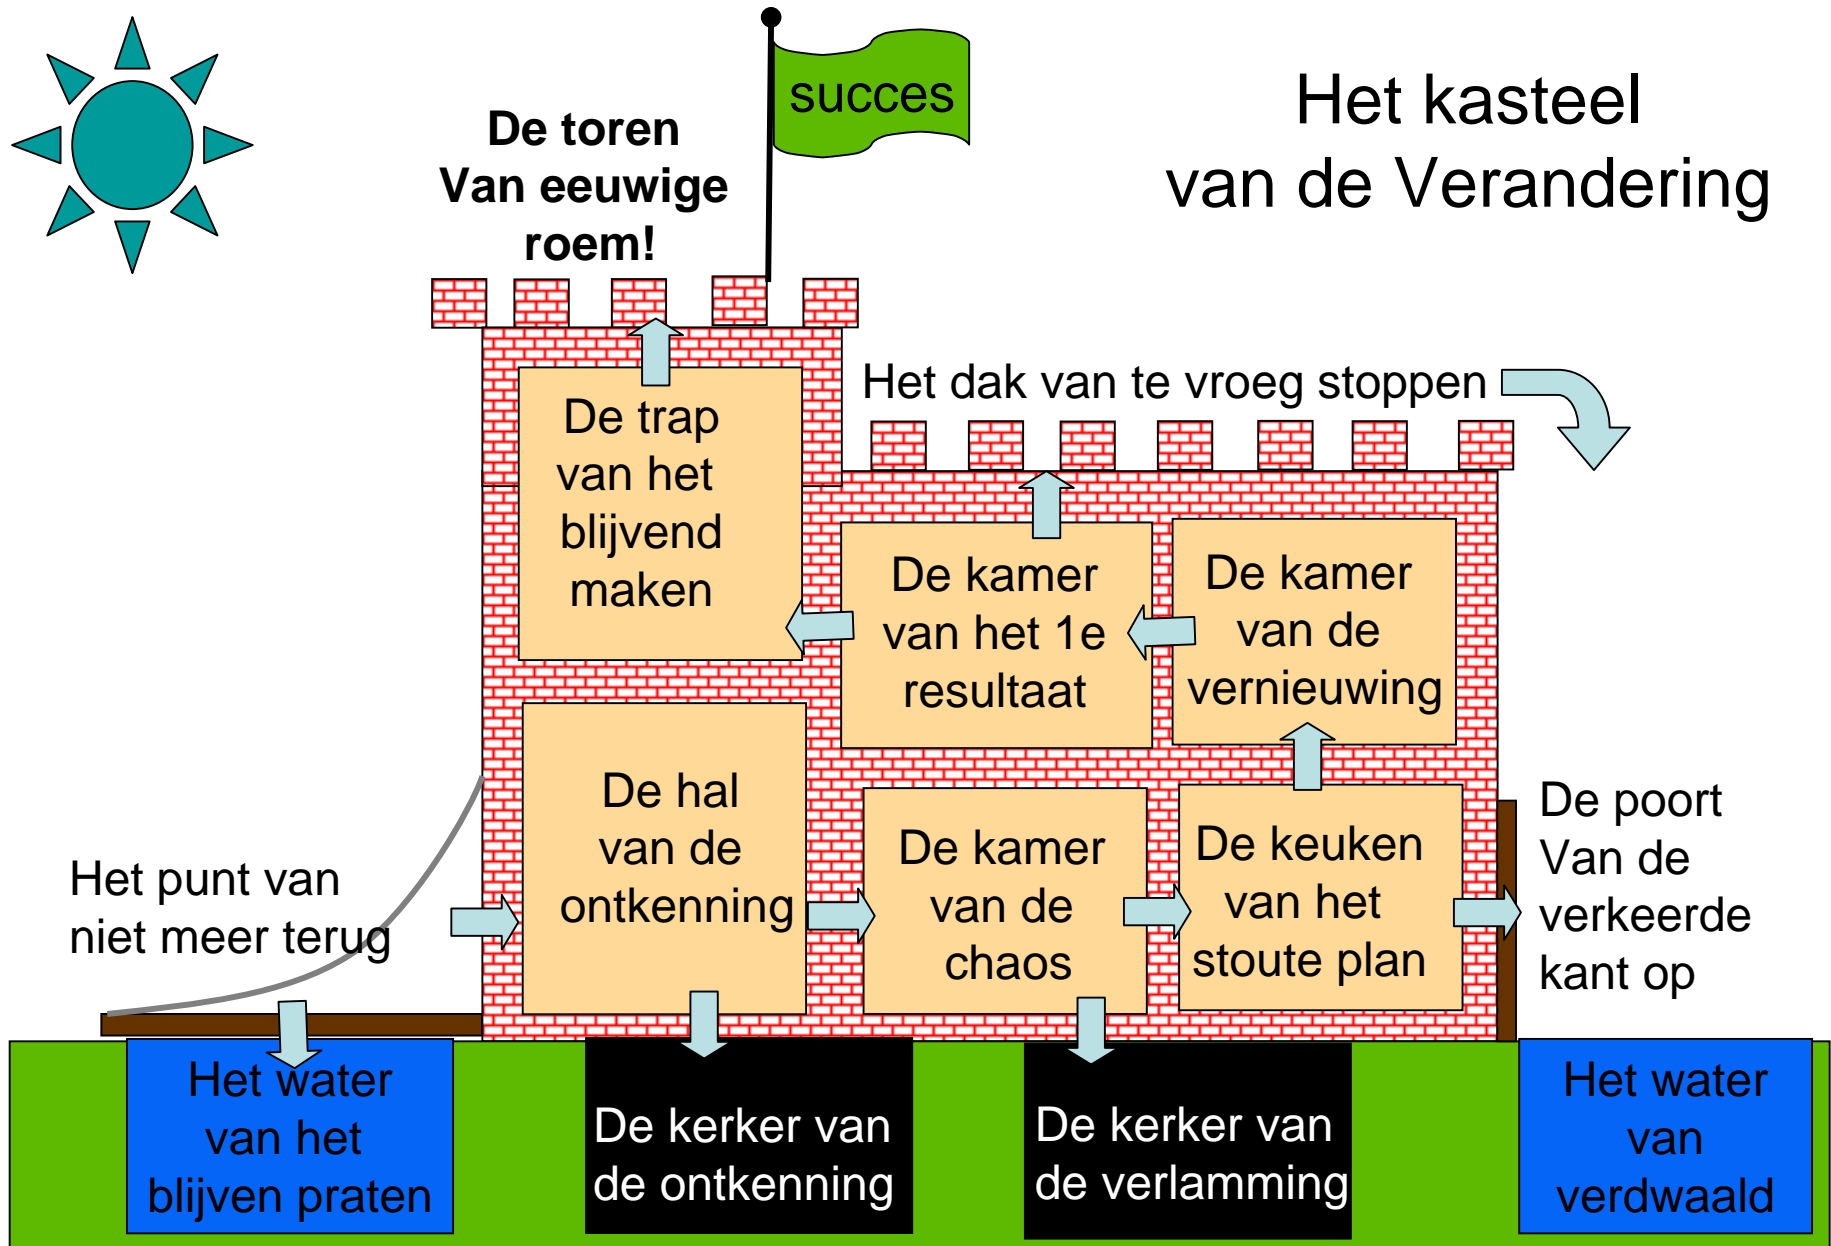 succes
Het kasteel
van de Verandering
De toren
Van eeuwige
roem!
Het dak van te vroeg stoppen
De trap
van het
blijvend
maken
De kamer
van het 1e
resultaat
De kamer
van de
vernieuwing
De hal
van de
ontkenning
De kamer
van de
chaos
De keuken
van het
stoute plan
De poort
Van de
verkeerde
kant op
Het punt van
niet meer terug
Het water
van het
blijven praten
De kerker van
de ontkenning
De kerker van
de verlamming
Het water
van
verdwaald